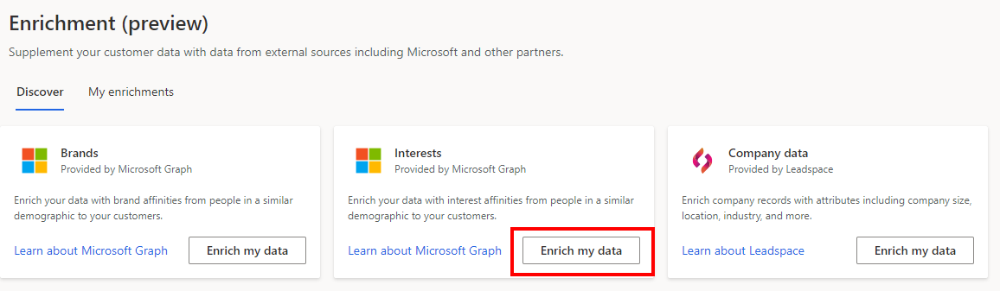 Enrichment (preview)
Supplement your customer data with data from external sources including Microsoft and other partners.
Discover
My enrichments
Brands
Provided by Microsoft Graph
Enrich your data with brand affinities from people in a similar
demographic to your customers.
Learn about Microsoft Graph
Enrich my data
Interests
Provided by Microsoft Graph
Enrich your data with interest affinities from people in a similar
demographic to your customers.
Learn about Microsoft Graph
Enrich my data
Company data
Provided by Leadspace
Enrich company records with attributes including company size,
location, industry, and more.
Learn about Leadspace
Enrich my data